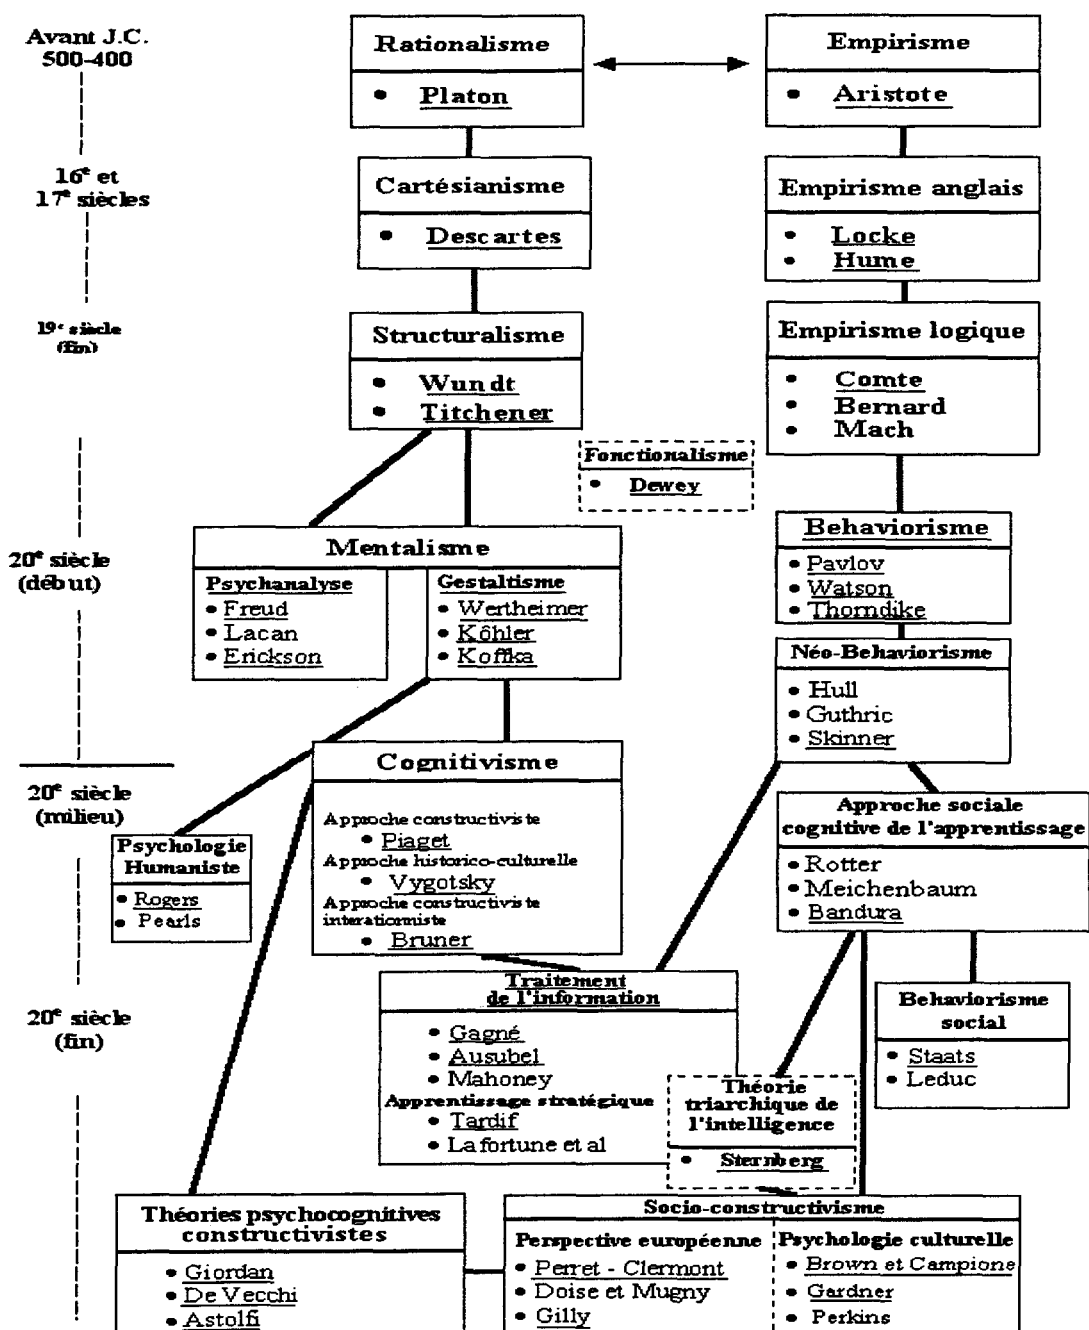 Avant J.C.
500-400
Rationalisme
• Platon
Empirisme
• Aristote
16e et
17e siècles
Cartésianisme
• Descartes
Empirisme anglais
• Locke
• Hume
19e siècle
(fin)
Structuralisme
• Wundt
• Titchener
Empirisme logique
• Comte
• Bernard
• Mach
Fonctionalisme
• Dewey
20e siècle
(début)
Mentalisme
Psychanalyse
• Freud
• Lacan
• Erickson
Gestaltisme
• Wertheimer
• Kôhler
• Koffka
Behaviorisme
• Pavlov
• Watson
• Thorndike
Néo-Behaviorisme
• Hull
• Guthric
• Skinner
20e siècle
(milieu)
Psychologie
Humaniste
• Rogers
• Pearls
Cognitivisme
Approche constructiviste
• Piaget
Approche historico-culturelle
• Vygotsky
Approche constructiviste
interationniste
• Bruner
Approche sociale
cognitive de l'apprentissage
• Rotter
• Meichenbaum
• Bandura
20e siècle
(fin)
Traitement
de l'information
• Gagné
• Ausubel
• Mahoney
Apprentissage stratégique
• Tardif
• Lafortune et al
Behaviorisme
social
• Staats
• Leduc
Théorie
triarchique de
l'intelligence
• Sternberg
Théories psychocognitives
constructivistes
• Giordan
• De Vecchi
• Astolfi
Socio-constructivisme
Perspective européenne
• Perret - Clermont
• Doise et Mugny
• Gilly
Psychologie culturelle
• Brown et Campione
• Gardner
• Perkins